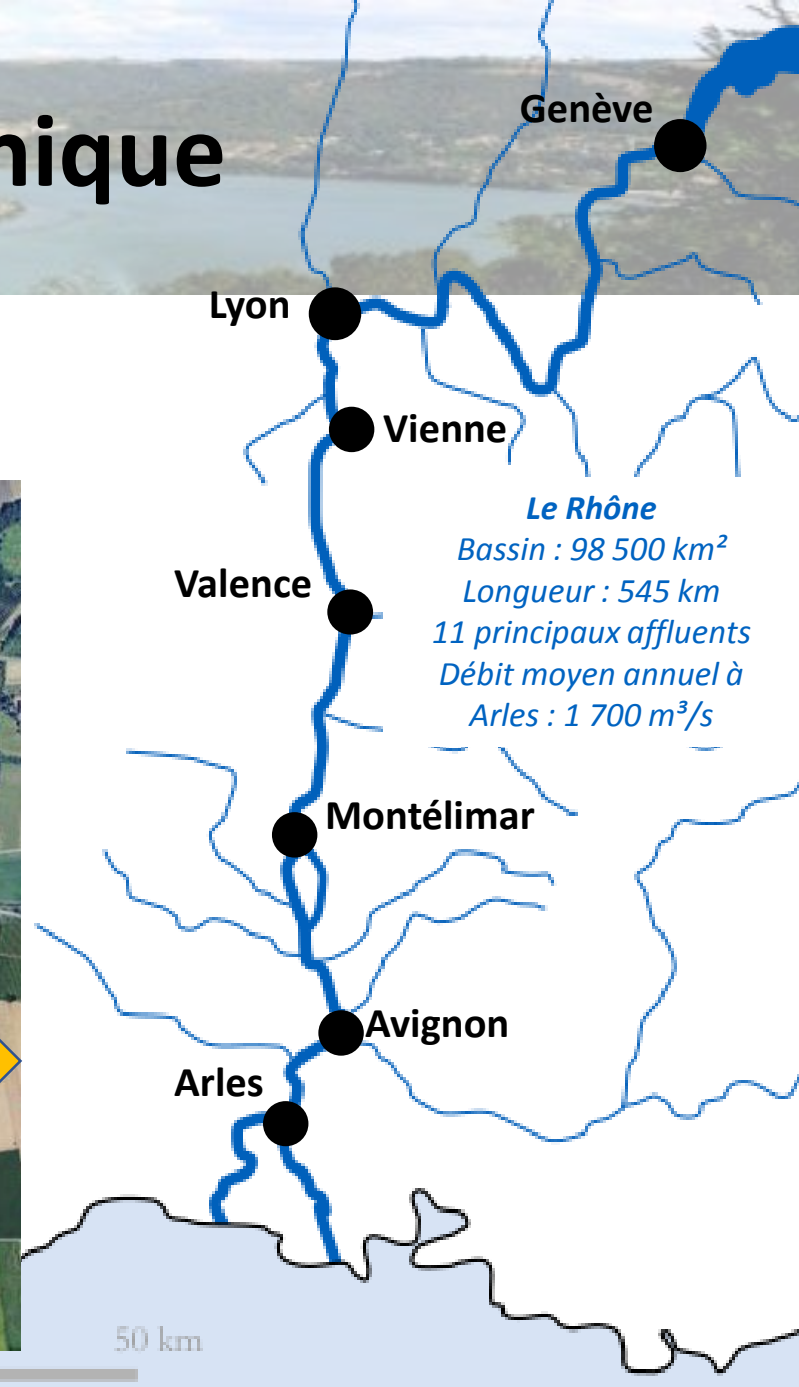 Genève
nique
Lyon
Vienne
Le Rhône
Bassin : 98 500 km²
Longueur : 545 km
11 principaux affluents
Débit moyen annuel à
Arles : 1 700 m³/s
Valence
Montélimar
Avignon
Arles
50 km